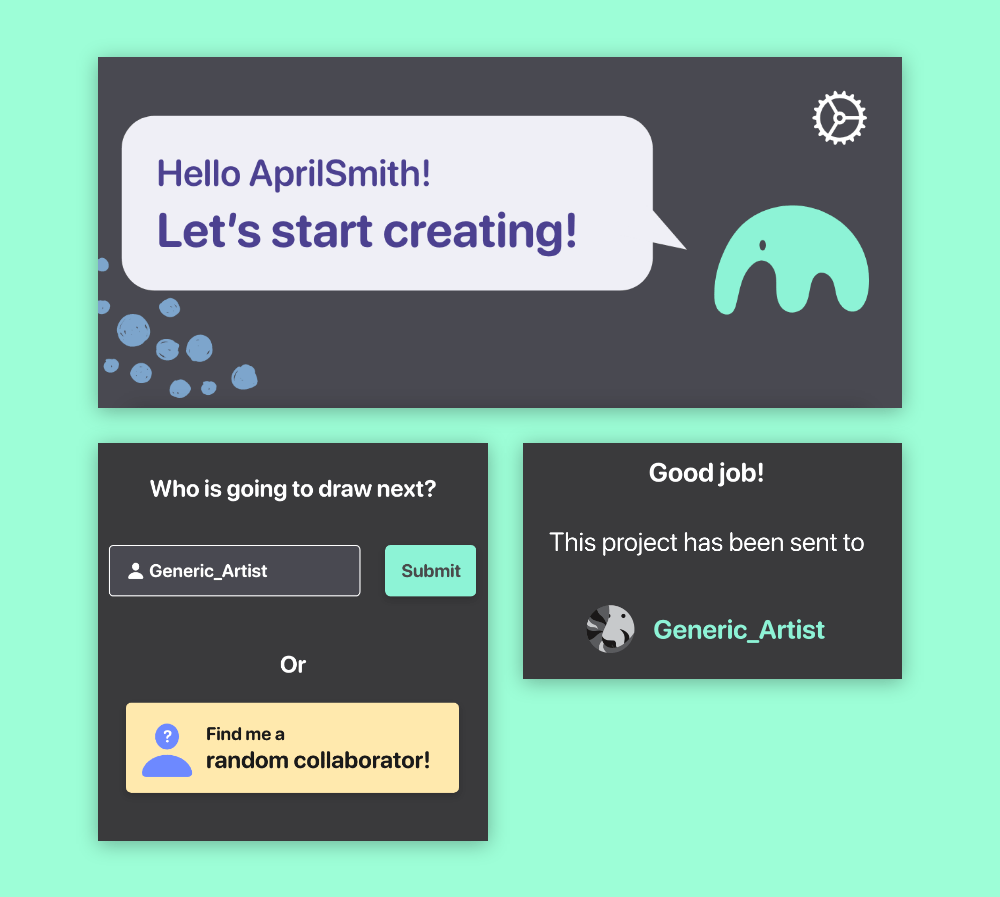 Hello AprilSmith!
Let’s start creating!
Who is going to draw next?
Generic_Artist
Submit
Or
?
Find me a
random collaborator!
Good job!
This project has been sent to
Generic_Artist